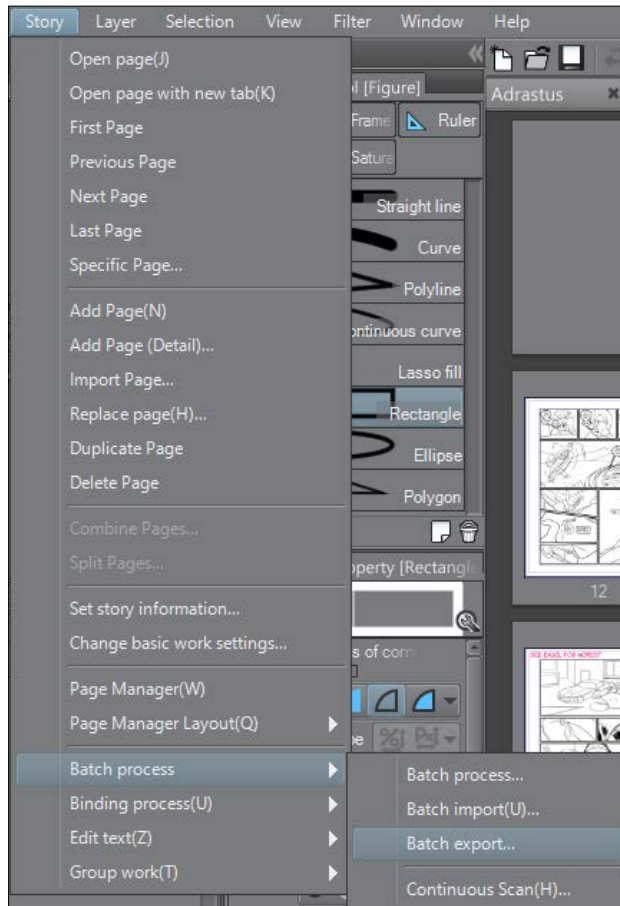 Story Layer Selection View Filter Window Help
Open page(J)
Open page with new tab(K)
First Page
Previous Page
Next Page
Last Page
Specific Page...
Add Page(N)
Add Page (Detail)...
Import Page...
Replace page(H)...
Duplicate Page
Delete Page
Combine Pages...
Split Pages...
Set story information...
Change basic work settings...
Page Manager(W)
Page Manager Layout(Q)
Batch process
Binding process(U)
Edit text(Z)
Group work(T)
Batch process...
Batch import(U)...
Batch export...
Continuous Scan(H)...
[Figure]
Frame Ruler
Satura
Straight line
Curve
Polyline
ontinuous curve
Lasso fill
Rectangle
Ellipse
Polygon
operty [Rectangle
s of corn
pe
Adrastus
12